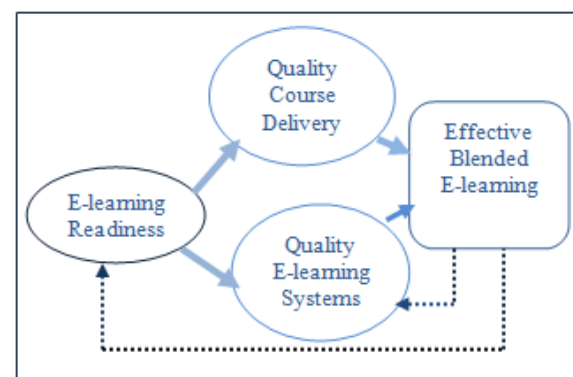 Quality
Course
Delivery
Effective
Blended
E-learning
E-learning
Readiness
Quality
E-learning
Systems